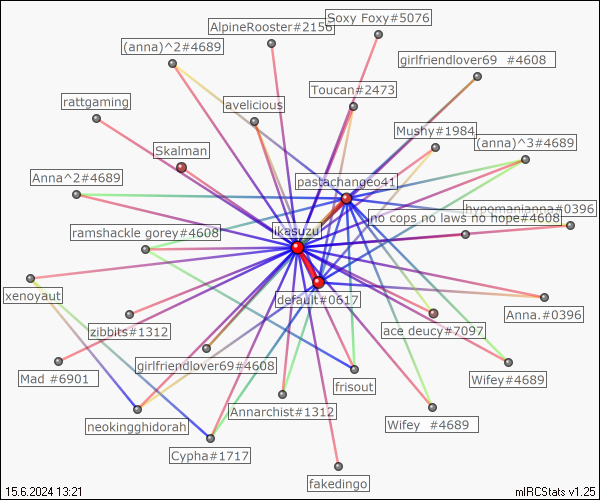 Soxy Foxy#5076
AlpineRooster#2156
(anna)^2#4689
girlfriendlover69 #4608
Toucan#2473
rattgaming
avelicious
Mushy#1984
(anna)^3#4689
Skalman
Anna^2#4689
pastachangeo41
hypomanianna#0396
no cops no law no hope#4608
ramshackle gorey#4608
ikasuzu
xenoyaut
default#0617
Anna.#0396
zibbits#1312
ace deucy#7097
girlfriendlover69#4608
Mad #6901
frisout
Wifey#4689
Annarchist#1312
neokingghidorah
Wifey #4689
Cypha#1717
fakedingo
15.6.2024 13:21
mIRCStats v1.25